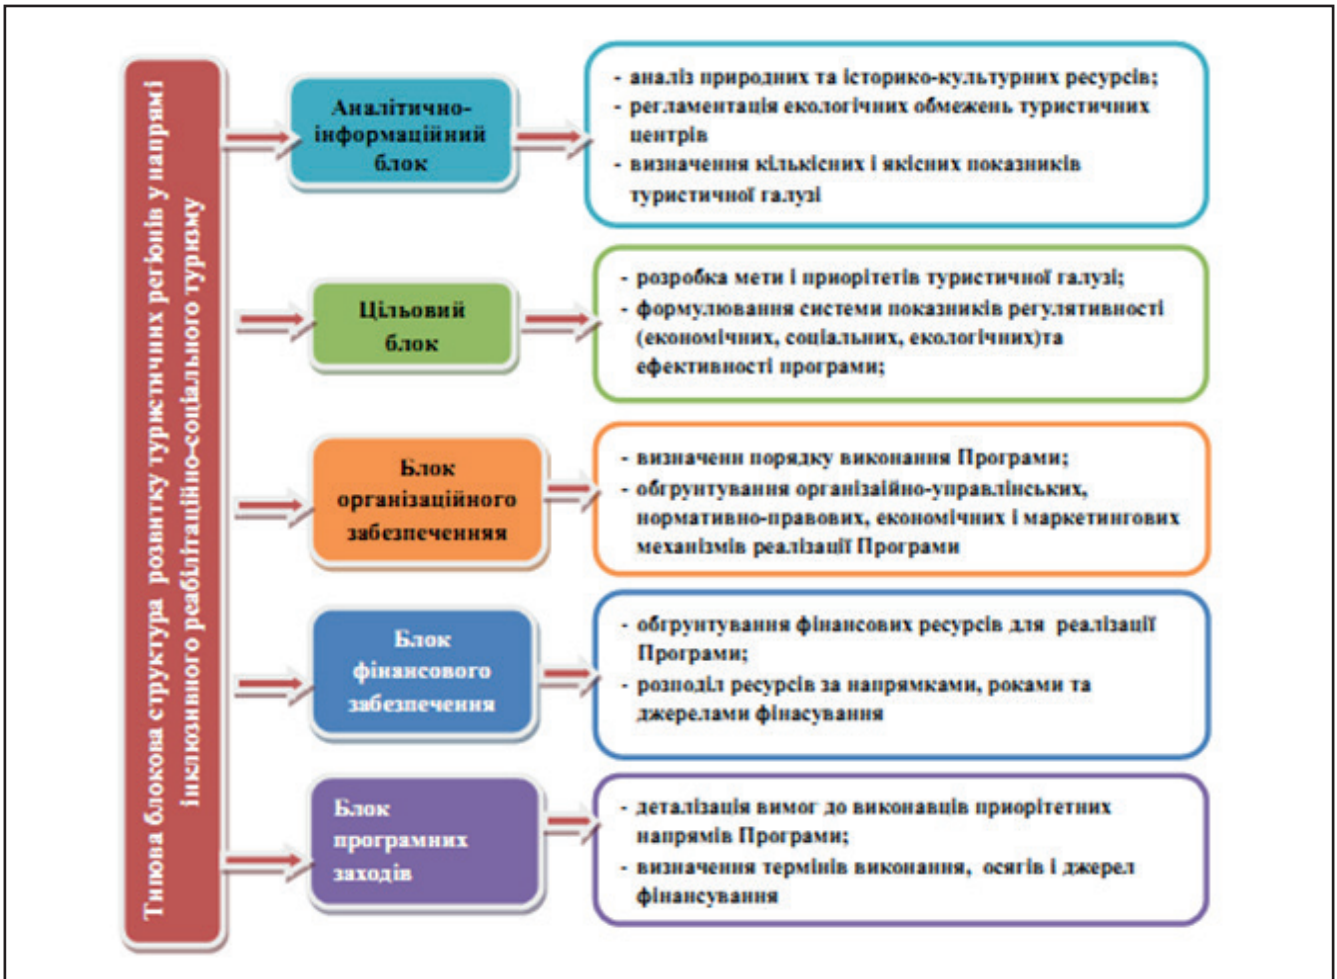 Типова блокова структура розвитку туристичних регіонів у напрямі
інклюзивного реабілітаційно-соціального туризму
Аналітично-
інформаційний
блок
- аналіз природних та історико-культурних ресурсів;
- регламентація екологічних обмежень туристичних
центрів
- визначення кількісних і якісних показників
туристичної галузі
Цільовий
блок
- розробка мети і приорітетів туристичної галузі;
- формулювання системи показників регулятивності
(економічних, соціальних, екологічних)та
ефективності програми;
Блок
організаційного
забезпеченняя
- визначенн порядку виконання Програми;
- обгрунтування організаійно-управлінських,
нормативно-правових, економічних і маркетингових
механізмів реалізації Програми
Блок
фінансового
забезпечення
- обгрунтування фінансових ресурсів для реалізації
Програми;
- розподіл ресурсів за напрямками, роками та
джерелами фінасування
Блок
програмних
заходів
- деталізація вимог до виконавців приорітетних
напрямів Програми;
- визначення термінів виконання, осягів і джерел
фінансування